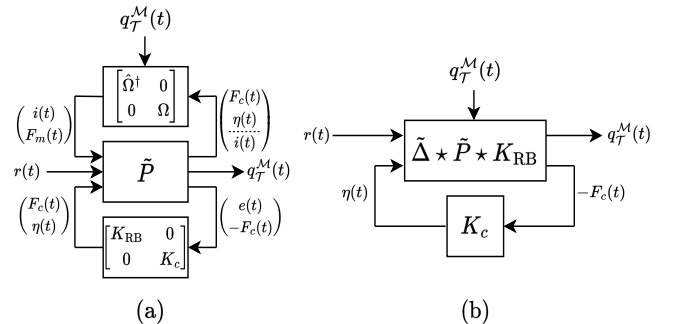 q_𝒯^ℳ(t)
[Ω̂† 0
0 Ω]
(i(t)
F_m(t))
(F_c(t)
η(t)
i(t))
r(t)
P̃
q_𝒯^ℳ(t)
(F_c(t)
η(t))
(e(t)
−F_c(t))
[K_RB 0
0 K_c]
(a)
q_𝒯^ℳ(t)
r(t)
Δ̃ ⋆ P̃ ⋆ K_RB
q_𝒯^ℳ(t)
η(t)
−F_c(t)
K_c
(b)